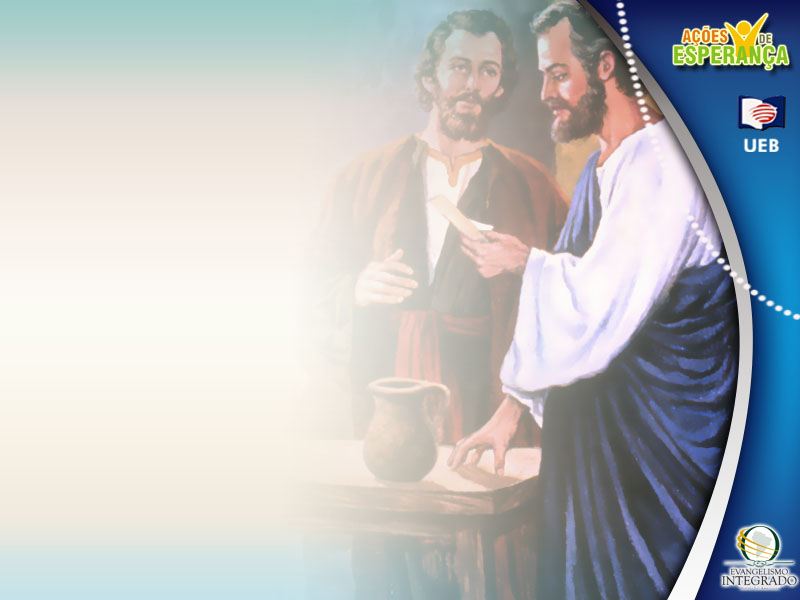 AÇÕES DE
ESPERANÇA
UEB
EVANGELISMO
INTEGRADO